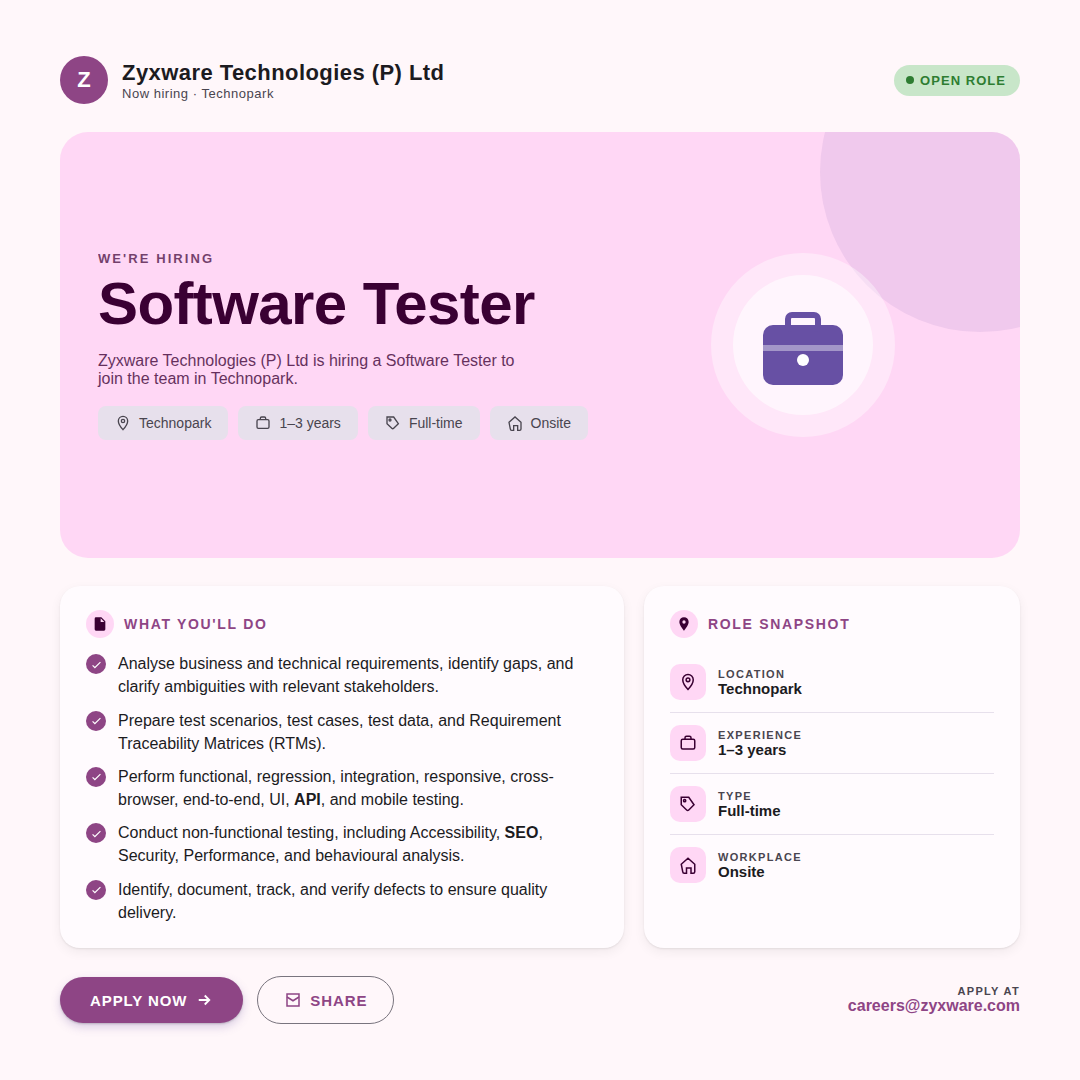 Z
Zyxware Technologies (P) Ltd
Now hiring · Technopark
OPEN ROLE
WE'RE HIRING
Software Tester
Zyxware Technologies (P) Ltd is hiring a Software Tester to
join the team in Technopark.
Technopark
1–3 years
Full-time
Onsite
WHAT YOU'LL DO
Analyse business and technical requirements, identify gaps, and
clarify ambiguities with relevant stakeholders.
Prepare test scenarios, test cases, test data, and Requirement
Traceability Matrices (RTMs).
Perform functional, regression, integration, responsive, cross-
browser, end-to-end, UI, API, and mobile testing.
Conduct non-functional testing, including Accessibility, SEO,
Security, Performance, and behavioural analysis.
Identify, document, track, and verify defects to ensure quality
delivery.
ROLE SNAPSHOT
LOCATION
Technopark
EXPERIENCE
1–3 years
TYPE
Full-time
WORKPLACE
Onsite
APPLY NOW
SHARE
APPLY AT
careers@zyxware.com